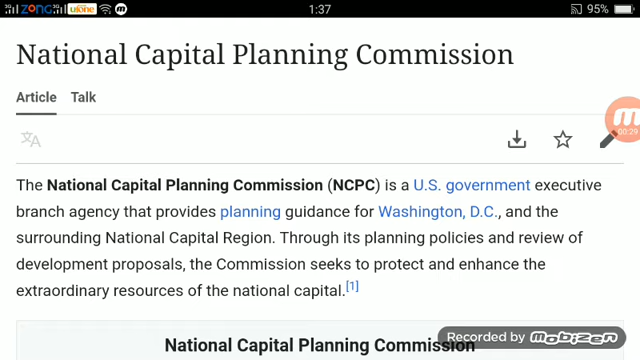 3G ZONG 3G ufone 1:37 95%
National Capital Planning Commission
Article Talk
00:29
The National Capital Planning Commission (NCPC) is a U.S. government executive
branch agency that provides planning guidance for Washington, D.C., and the
surrounding National Capital Region. Through its planning policies and review of
development proposals, the Commission seeks to protect and enhance the
extraordinary resources of the national capital.[1]
National Capital Planning Commission
Recorded by mobizen